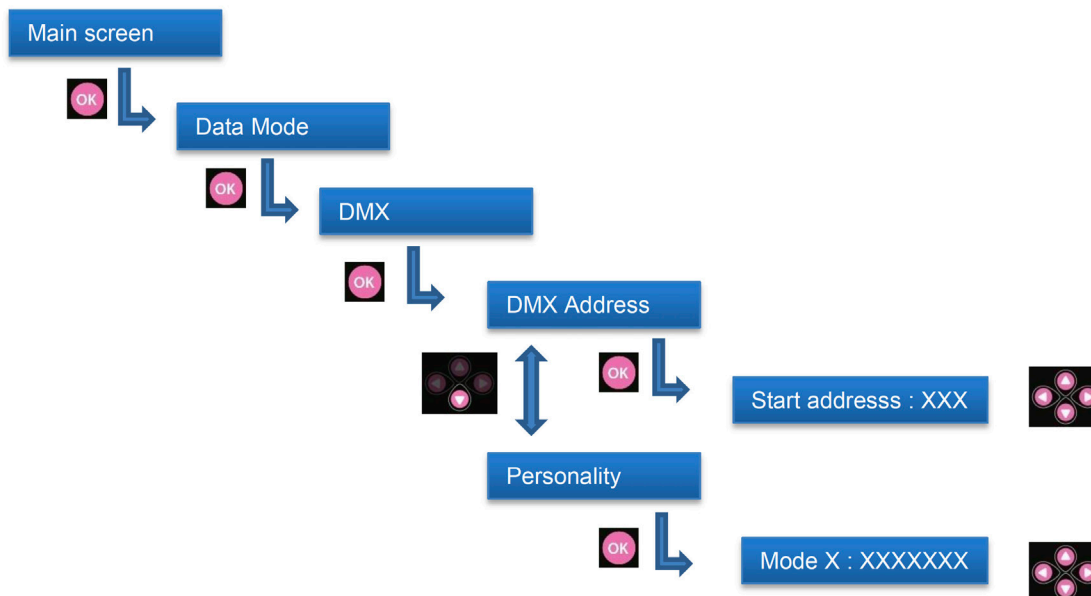 Main screen
OK
Data Mode
OK
DMX
OK
DMX Address
OK
Start addresss : XXX
Personality
OK
Mode X : XXXXXXX